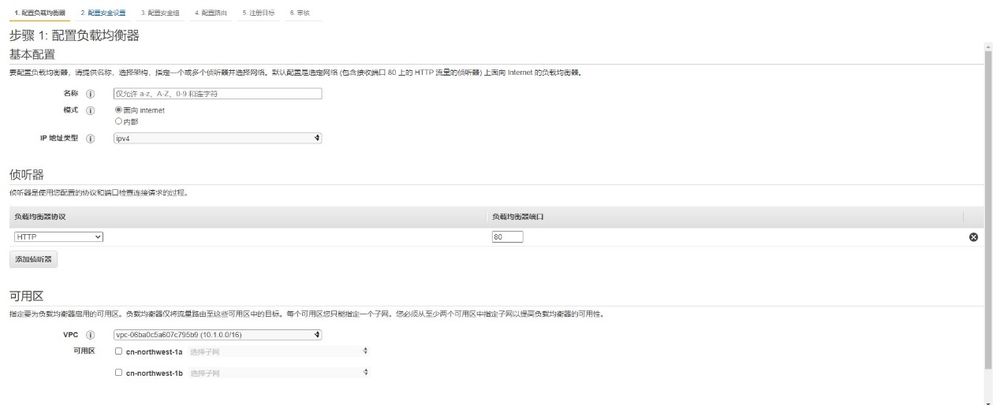 1. 配置负载均衡器 2. 配置安全设置 3. 配置安全组 4. 配置路由 5. 注册目标 6. 审核
步骤 1: 配置负载均衡器
基本配置
要配置负载均衡器，请提供名称，选择架构，指定一个或多个侦听器并选择网络。默认配置是选定网络 (包含接收端口 80 上的 HTTP 流量的侦听器) 上面向 Internet 的负载均衡器。
名称 仅允许 a-z、A-Z、0-9 和连字符
模式 面向 internet
内部
IP 地址类型 ipv4
侦听器
侦听器是使用您配置的协议和端口检查连接请求的过程。
负载均衡器协议 负载均衡器端口
HTTP 80
添加侦听器
可用区
指定要为负载均衡器启用的可用区。负载均衡器仅将流量路由至这些可用区中的目标。每个可用区您只能指定一个子网。您必须从至少两个可用区中指定子网以提高负载均衡器的可用性。
VPC vpc-06ba0c5a607c795b9 (10.1.0.0/16)
可用区 cn-northwest-1a 选择子网
cn-northwest-1b 选择子网